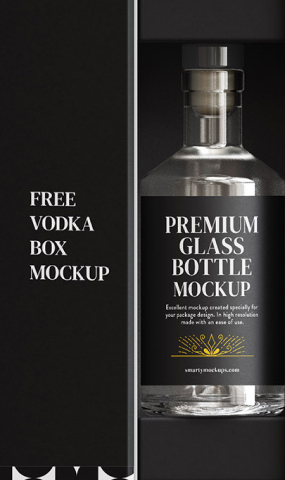 FREE
VODKA
BOX
MOCKUP
PREMIUM
GLASS
BOTTLE
MOCKUP
Excellent mockup created specially for
your package design. In high resolution
made with an ease of use.
smartymockups.com